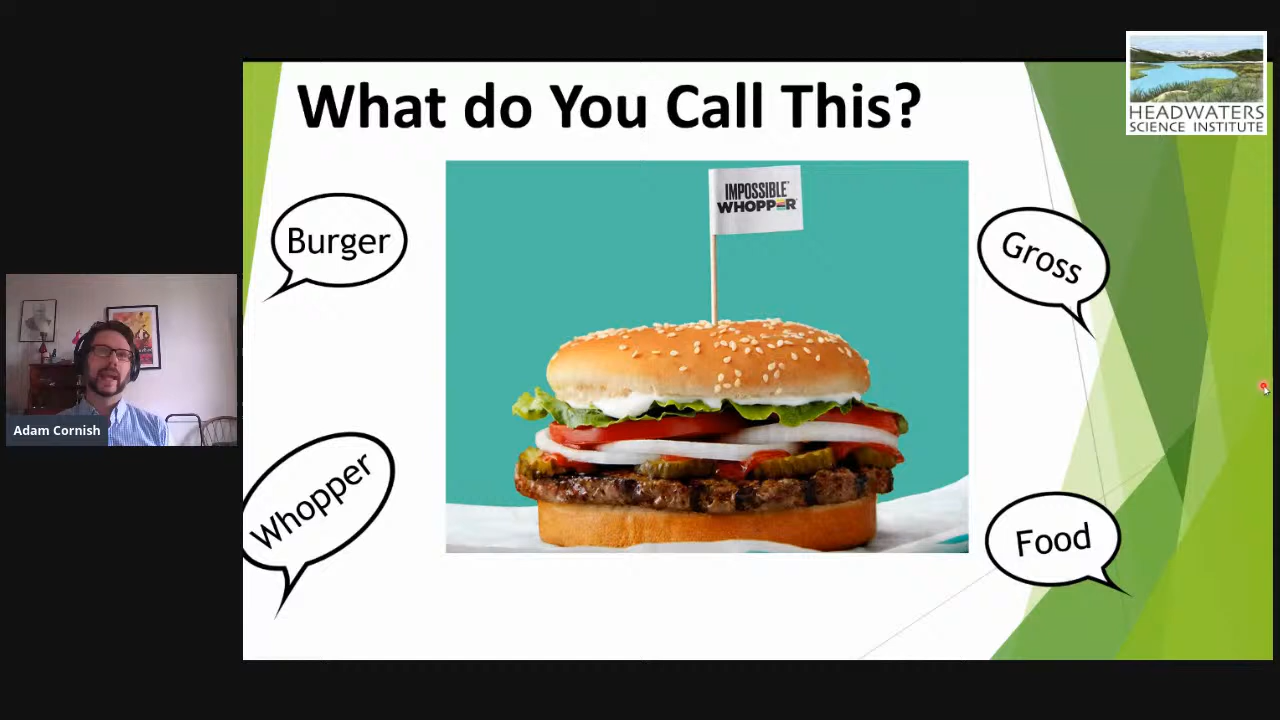 What do You Call This?
HEADWATERS
SCIENCE INSTITUTE
IMPOSSIBLE
WHOPPER
Burger
Gross
Adam Cornish
Whopper
Food